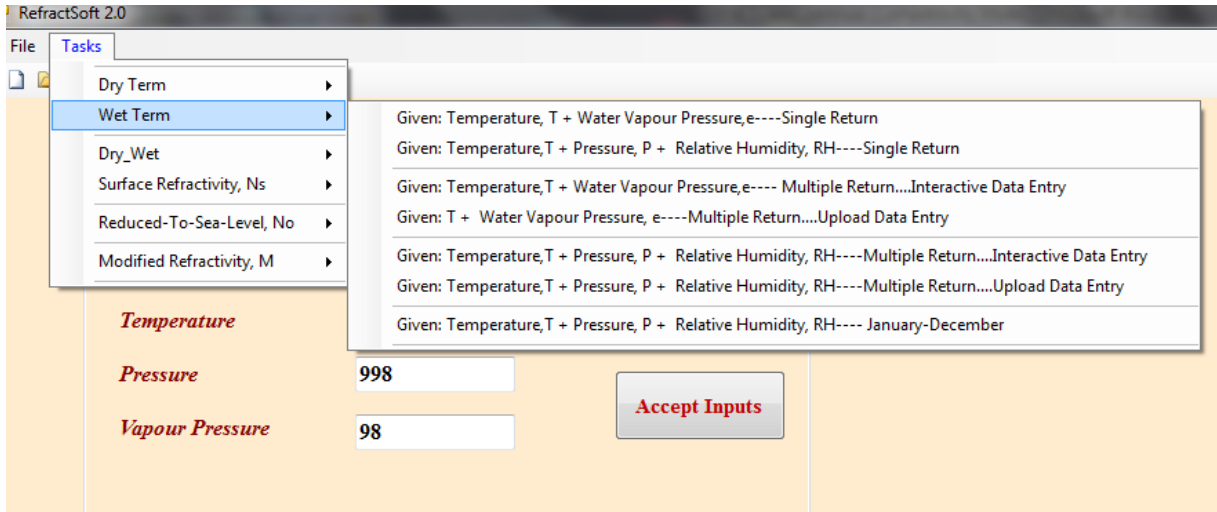 RefractSoft 2.0
File Tasks
Dry Term
Wet Term
Dry_Wet
Surface Refractivity, Ns
Reduced-To-Sea-Level, No
Modified Refractivity, M
Given: Temperature, T + Water Vapour Pressure,e----Single Return
Given: Temperature,T + Pressure, P + Relative Humidity, RH----Single Return
Given: Temperature,T + Water Vapour Pressure,e---- Multiple Return....Interactive Data Entry
Given: T + Water Vapour Pressure, e----Multiple Return....Upload Data Entry
Given: Temperature,T + Pressure, P + Relative Humidity, RH----Multiple Return....Interactive Data Entry
Given: Temperature,T + Pressure, P + Relative Humidity, RH----Multiple Return....Upload Data Entry
Given: Temperature,T + Pressure, P + Relative Humidity, RH---- January-December
Temperature
Pressure 998
Accept Inputs
Vapour Pressure 98